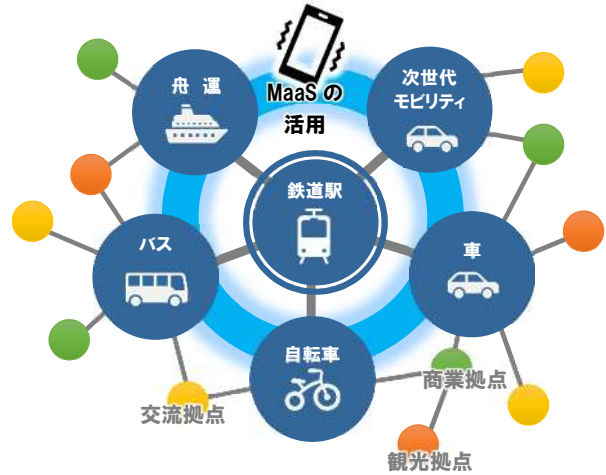 舟 運
MaaS の
活用
次世代
モビリティ
鉄道駅
バス
車
自転車
商業拠点
交流拠点
観光拠点